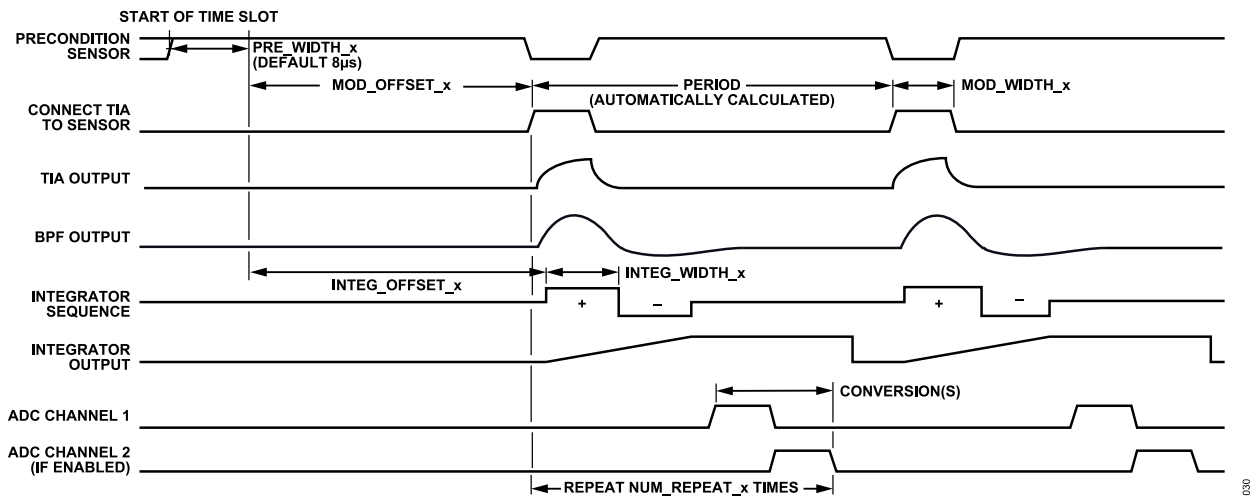 START OF TIME SLOT
PRECONDITION
SENSOR
PRE_WIDTH_x
(DEFAULT 8µs)
MOD_OFFSET_x
PERIOD
(AUTOMATICALLY CALCULATED)
MOD_WIDTH_x
CONNECT TIA
TO SENSOR
TIA OUTPUT
BPF OUTPUT
INTEG_OFFSET_x
INTEG_WIDTH_x
INTEGRATOR
SEQUENCE
+ – + –
INTEGRATOR
OUTPUT
CONVERSION(S)
ADC CHANNEL 1
ADC CHANNEL 2
(IF ENABLED)
REPEAT NUM_REPEAT_x TIMES
030